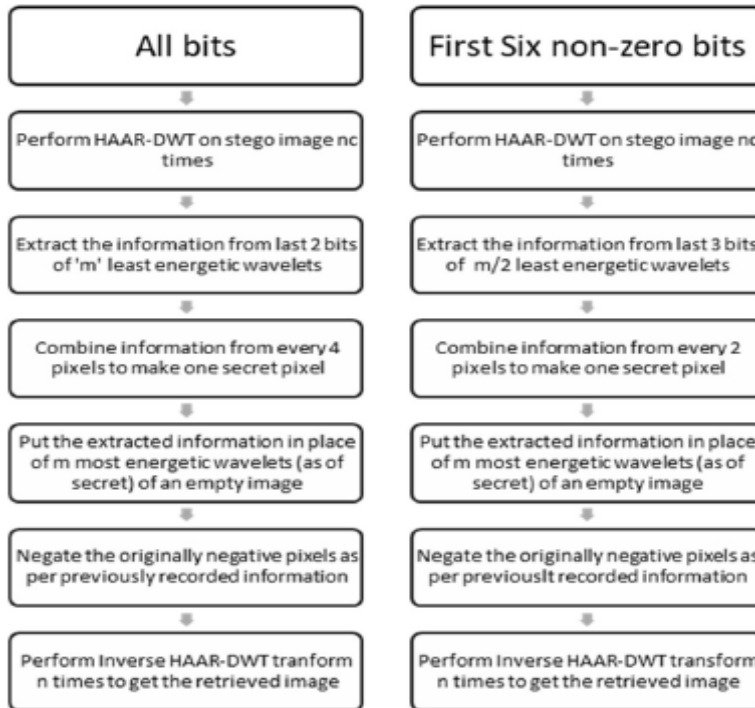 All bits
Perform HAAR-DWT on stego image nc
times
Extract the information from last 2 bits
of 'm' least energetic wavelets
Combine information from every 4
pixels to make one secret pixel
Put the extracted information in place
of m most energetic wavelets (as of
secret) of an empty image
Negate the originally negative pixels as
per previously recorded information
Perform Inverse HAAR-DWT tranform
n times to get the retrieved image
First Six non-zero bits
Perform HAAR-DWT on stego image nc
times
Extract the information from last 3 bits
of m/2 least energetic wavelets
Combine information from every 2
pixels to make one secret pixel
Put the extracted information in place
of m most energetic wavelets (as of
secret) of an empty image
Negate the originally negative pixels as
per previouslt recorded information
Perform Inverse HAAR-DWT transform
n times to get the retrieved image